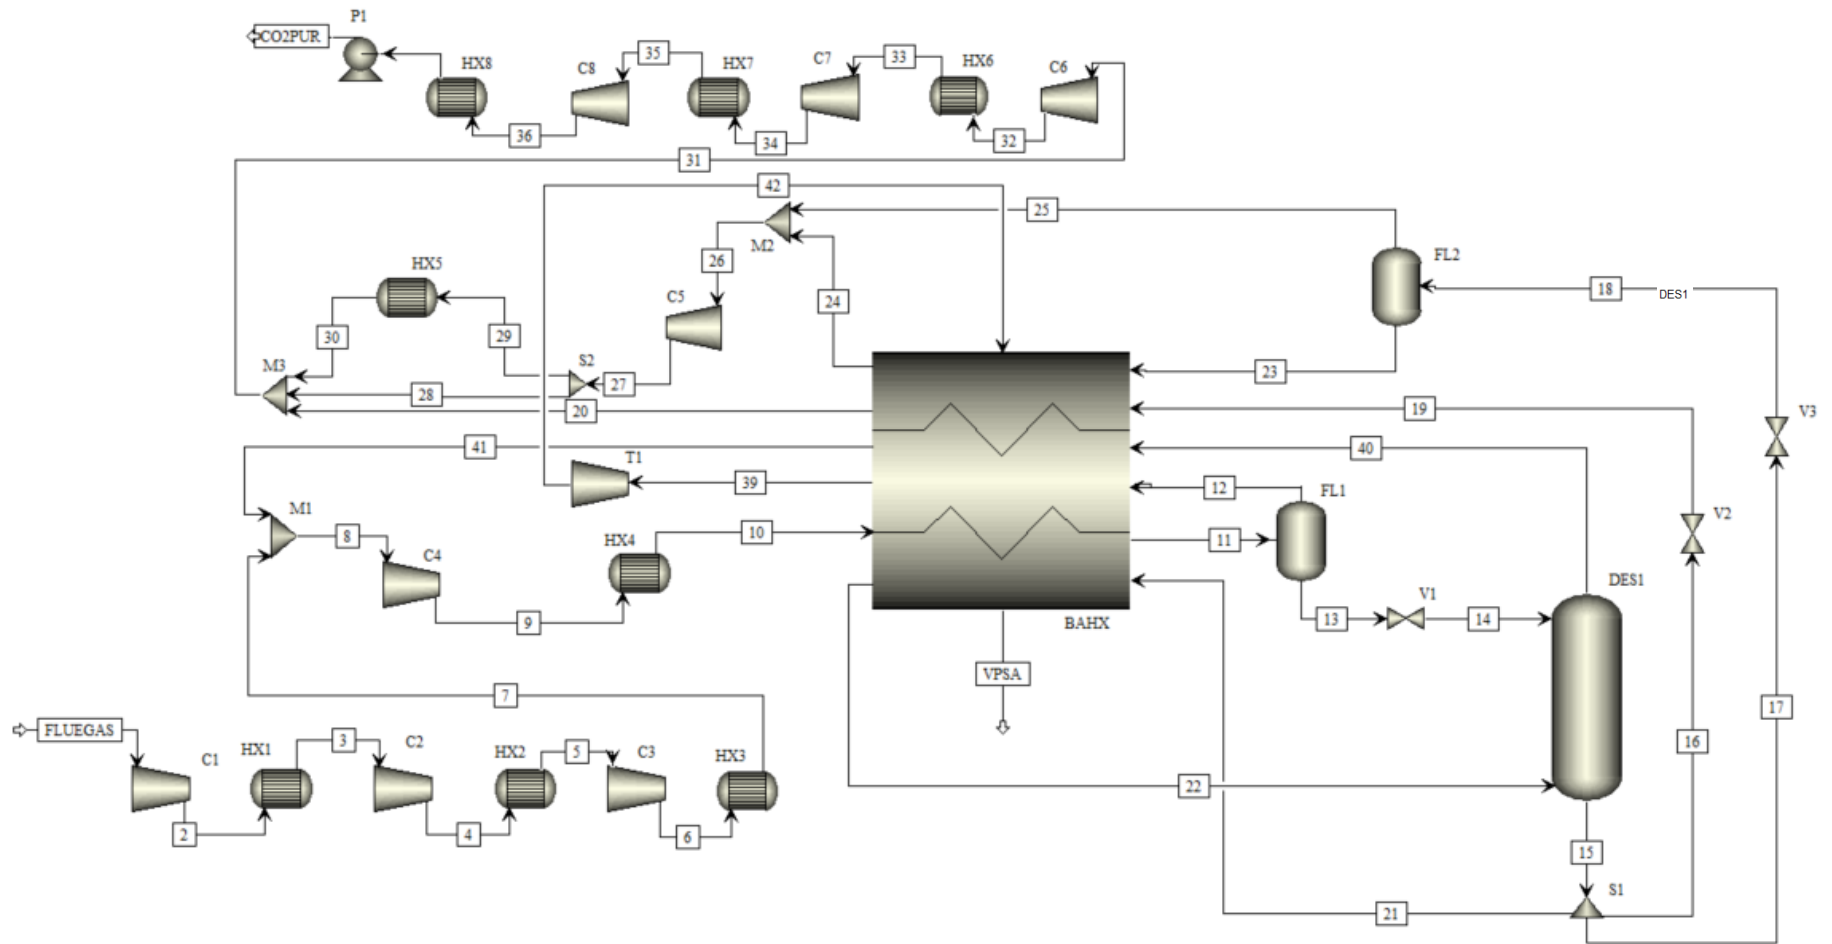 P1
CO2PUR
HX8
36
C8
35
HX7
34
C7
33
HX6
32
C6
31
42
25
M2
26
C5
24
FL2
18
DES1
HX5
30
29
S2
27
M3
28
20
23
19
V3
41
T1
39
40
12
FL1
V2
M1
8
C4
9
HX4
10
11
BAHX
13
V1
14
DES1
VPSA
7
17
16
FLUEGAS
C1
2
HX1
3
C2
4
HX2
5
C3
6
HX3
22
15
S1
21